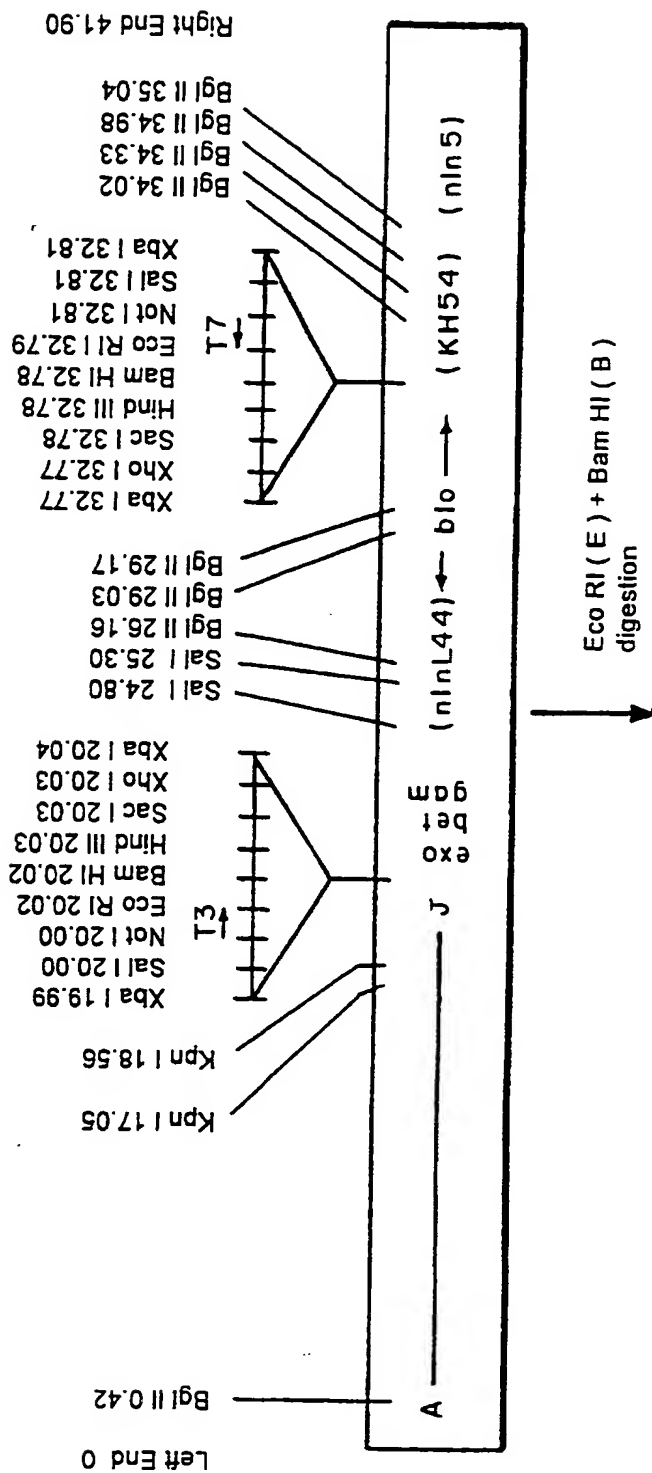 Left End 0
Bgl II 0.42
Kpn I 17.05
Kpn I 18.56
Xba I 19.99
Sal I 20.00
Not I 20.00
Eco RI 20.02
Bam HI 20.02
Hind III 20.03
Sac I 20.03
Xho I 20.03
Xba I 20.04
T3
Sal I 24.80
Sal I 25.30
Bgl II 26.16
Bgl II 29.03
Bgl II 29.17
Xba I 32.77
Xho I 32.77
Sac I 32.78
Hind III 32.78
Bam HI 32.78
Eco RI 32.79
Not I 32.81
Sal I 32.81
Xba I 32.81
T7
Bgl II 34.02
Bgl II 34.33
Bgl II 34.98
Bgl II 35.04
Right End 41.90
A
J
exo
bet
gam
(nInL44)
bio
(KH54)
(nIn5)
Eco RI (E) + Bam HI (B)
digestion